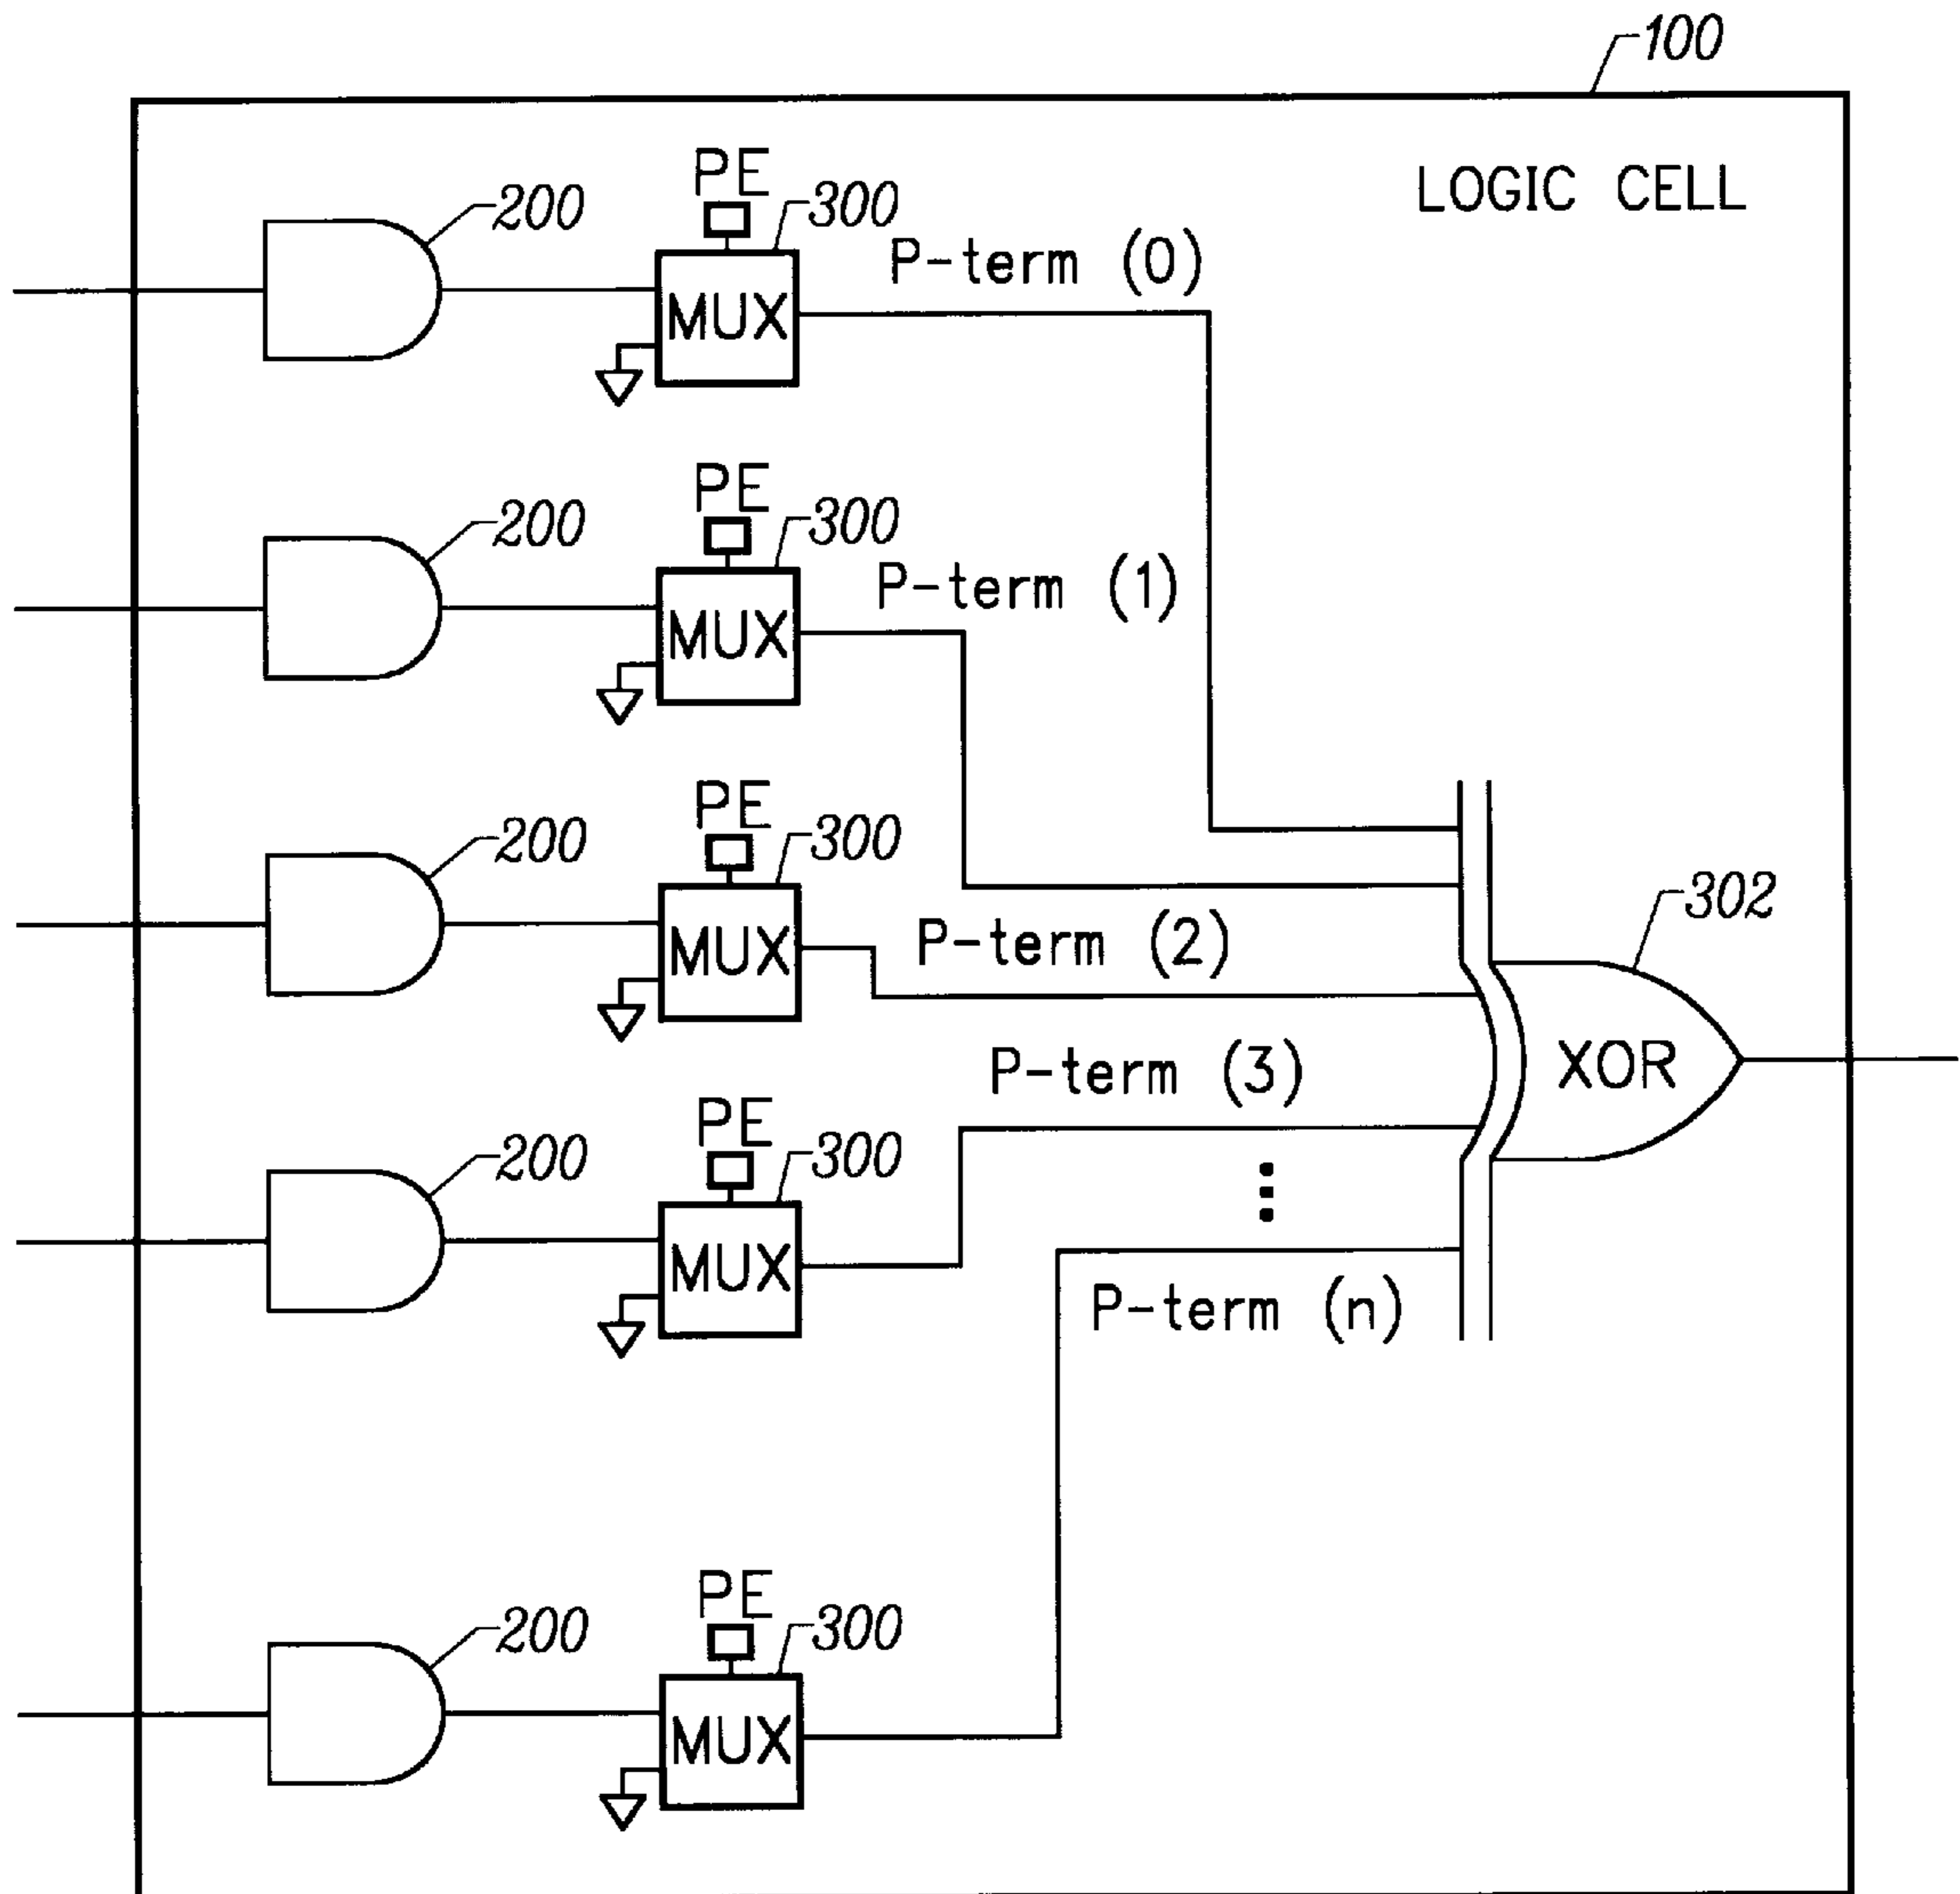 100
LOGIC CELL
200
PE
300
MUX
P-term (0)
200
PE
300
MUX
P-term (1)
200
PE
300
MUX
P-term (2)
302
XOR
P-term (3)
200
PE
300
MUX
P-term (n)
200
PE
300
MUX